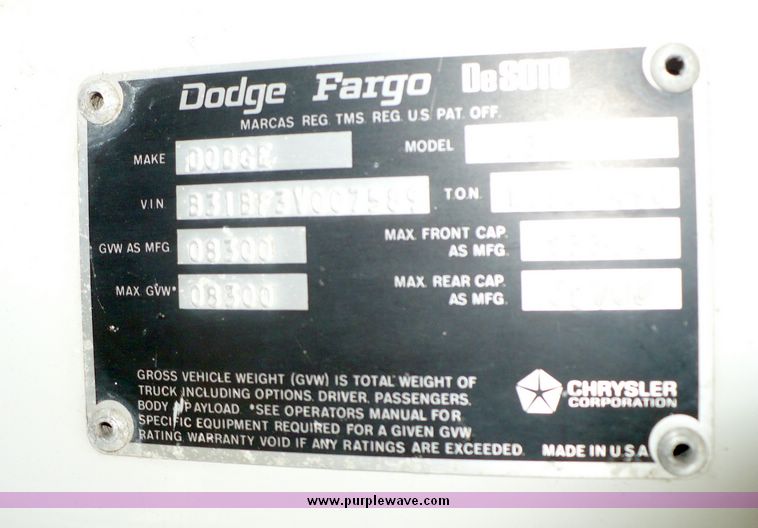 Dodge Fargo DeSOTO
MARCAS REG. TMS. REG. U.S. PAT. OFF.
MAKE DODGE MODEL
V.I.N. T.O.N.
GVW AS MFG. 08300 MAX. FRONT CAP. AS MFG.
MAX. GVW* 08300 MAX. REAR CAP. AS MFG.
GROSS VEHICLE WEIGHT (GVW) IS TOTAL WEIGHT OF
TRUCK INCLUDING OPTIONS, DRIVER, PASSENGERS,
BODY PAYLOAD. *SEE OPERATORS MANUAL FOR
SPECIFIC EQUIPMENT REQUIRED FOR A GIVEN GVW.
RATING WARRANTY VOID IF ANY RATINGS ARE EXCEEDED.
CHRYSLER
CORPORATION
MADE IN U.S.A.
www.purplewave.com